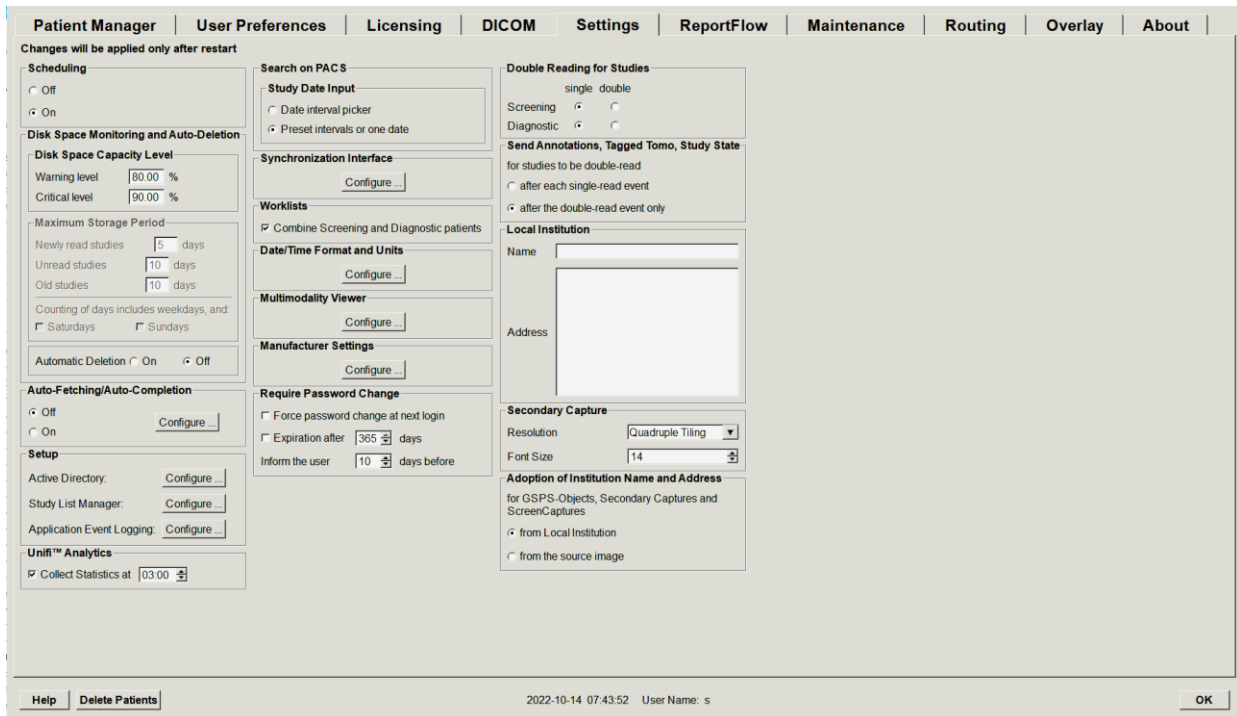 Patient Manager | User Preferences | Licensing | DICOM | Settings | ReportFlow | Maintenance | Routing | Overlay | About |
Changes will be applied only after restart
Scheduling
Off
On
Disk Space Monitoring and Auto-Deletion
Disk Space Capacity Level
Warning level 80.00 %
Critical level 90.00 %
Maximum Storage Period
Newly read studies 5 days
Unread studies 10 days
Old studies 10 days
Counting of days includes weekdays, and:
Saturdays Sundays
Automatic Deletion On Off
Auto-Fetching/Auto-Completion
Off
Configure ...
On
Setup
Active Directory: Configure ...
Study List Manager: Configure ...
Application Event Logging: Configure ...
Unifi™ Analytics
Collect Statistics at 03:00
Search on PACS
Study Date Input
Date interval picker
Preset intervals or one date
Synchronization Interface
Configure ...
Worklists
Combine Screening and Diagnostic patients
Date/Time Format and Units
Configure ...
Multimodality Viewer
Configure ...
Manufacturer Settings
Configure ...
Require Password Change
Force password change at next login
Expiration after 365 days
Inform the user 10 days before
Double Reading for Studies
single double
Screening
Diagnostic
Send Annotations, Tagged Tomo, Study State
for studies to be double-read
after each single-read event
after the double-read event only
Local Institution
Name
Address
Secondary Capture
Resolution Quadruple Tiling
Font Size 14
Adoption of Institution Name and Address
for GSPS-Objects, Secondary Captures and
ScreenCaptures
from Local Institution
from the source image
Help Delete Patients 2022-10-14 07:43:52 User Name: s OK